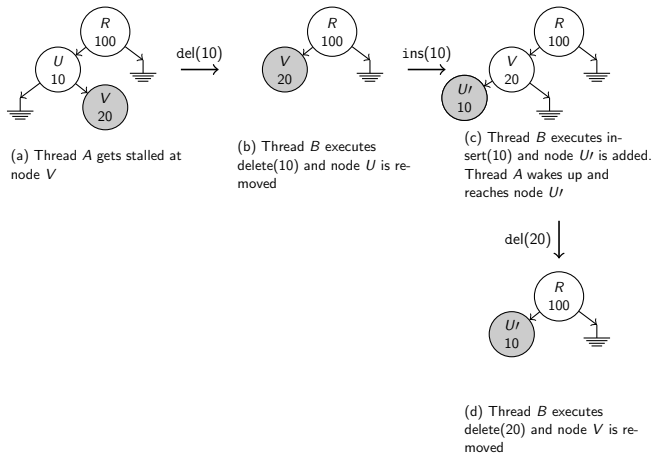 R
100
U
10
V
20
(a) Thread A gets stalled at
node V
del(10)
R
100
V
20
(b) Thread B executes
delete(10) and node U is re-
moved
ins(10)
R
100
V
20
U′
10
(c) Thread B executes in-
sert(10) and node U′ is added.
Thread A wakes up and
reaches node U′
del(20)
R
100
U′
10
(d) Thread B executes
delete(20) and node V is re-
moved